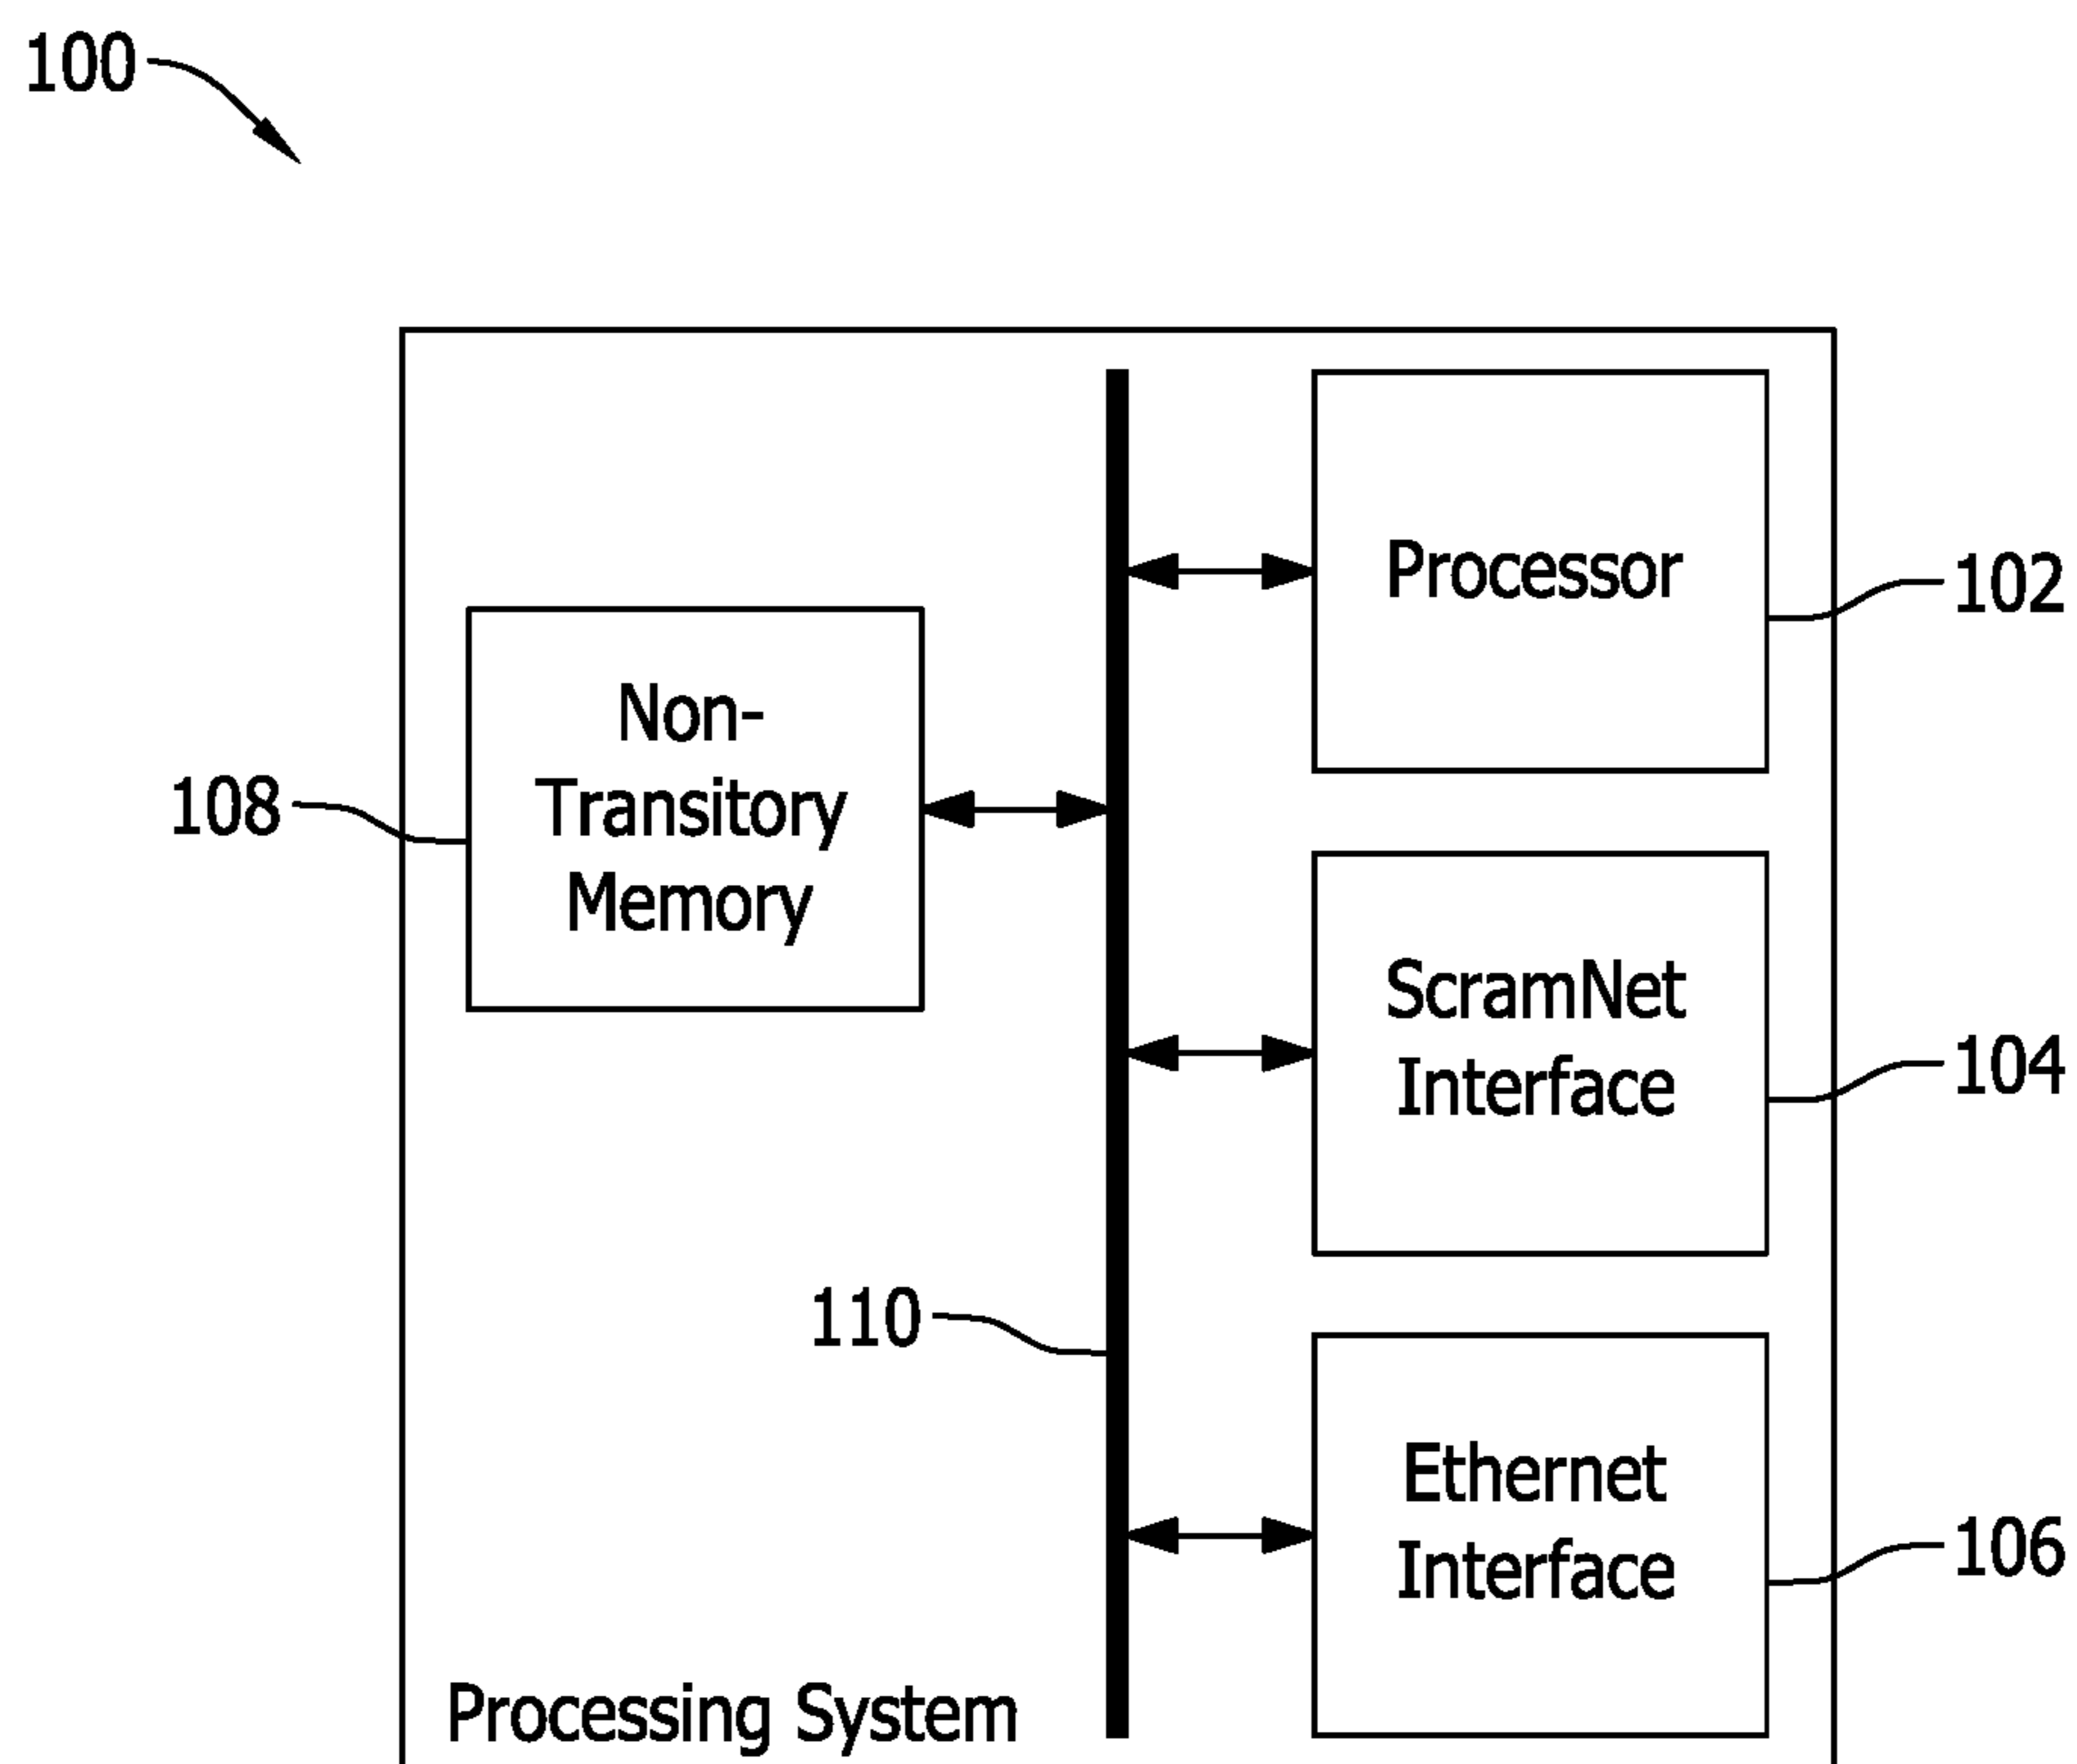 100
Processor
102
Non-
Transitory
Memory
108
ScramNet
Interface
104
110
Ethernet
Interface
106
Processing System